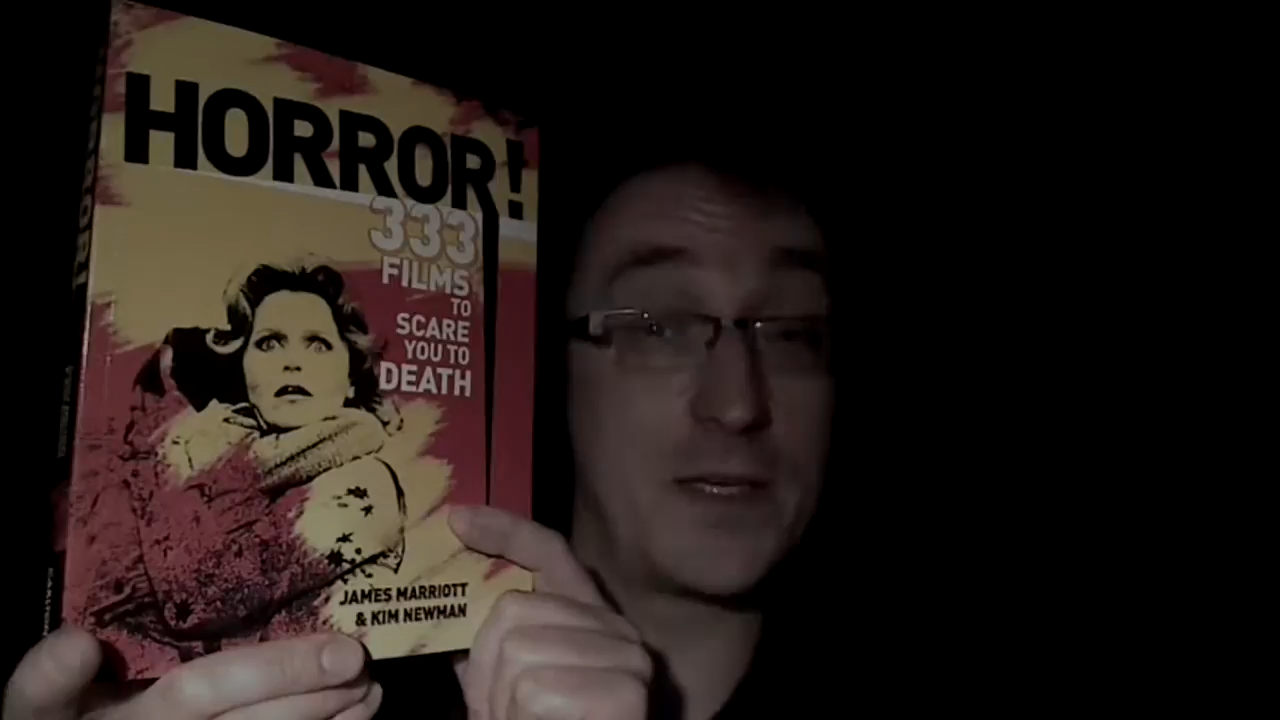 HORROR!
333
FILMS
TO
SCARE
YOU TO
DEATH
JAMES MARRIOTT
& KIM NEWMAN